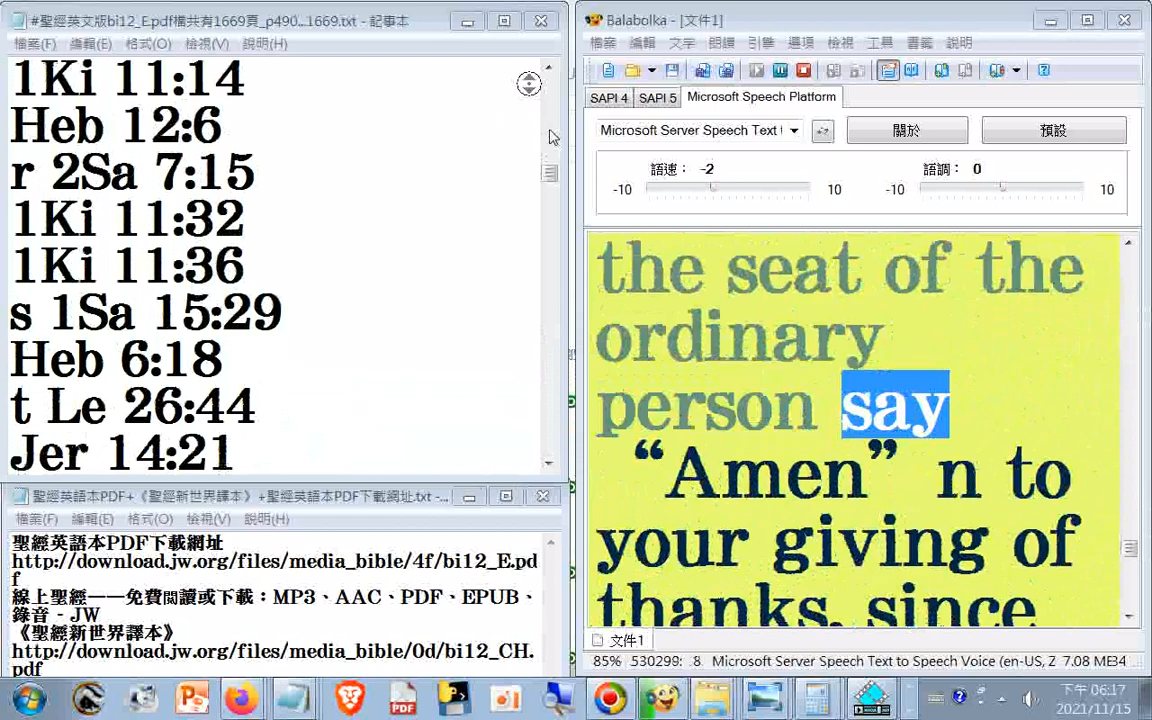 #聖經英文版bi12_E.pdf檔共有1669頁_p490...1669.txt - 記事本
檔案(F) 編輯(E) 格式(O) 檢視(V) 說明(H)
1Ki 11:14
Heb 12:6
r 2Sa 7:15
1Ki 11:32
1Ki 11:36
s 1Sa 15:29
Heb 6:18
t Le 26:44
Jer 14:21
聖經英語本PDF+《聖經新世界譯本》+聖經英語本PDF下載網址.txt -...
檔案(F) 編輯(E) 格式(O) 檢視(V) 說明(H)
聖經英語本PDF下載網址
http://download.jw.org/files/media_bible/4f/bi12_E.pd
f
線上聖經——免費閱讀或下載：MP3、AAC、PDF、EPUB、
錄音 - JW
《聖經新世界譯本》
http://download.jw.org/files/media_bible/0d/bi12_CH.
pdf
Balabolka - [文件1]
檔案 編輯 文字 朗讀 引擎 選項 檢視 工具 書籤 說明
SAPI 4 SAPI 5 Microsoft Speech Platform
Microsoft Server Speech Text t 關於 預設
語速： -2 語調： 0
-10 10 -10 10
the seat of the
ordinary
person say
“Amen” n to
your giving of
thanks, since
文件1
85% 530299: 8 Microsoft Server Speech Text to Speech Voice (en-US, Z 7.08 ME34
PDF
下午 06:17
2021/11/15